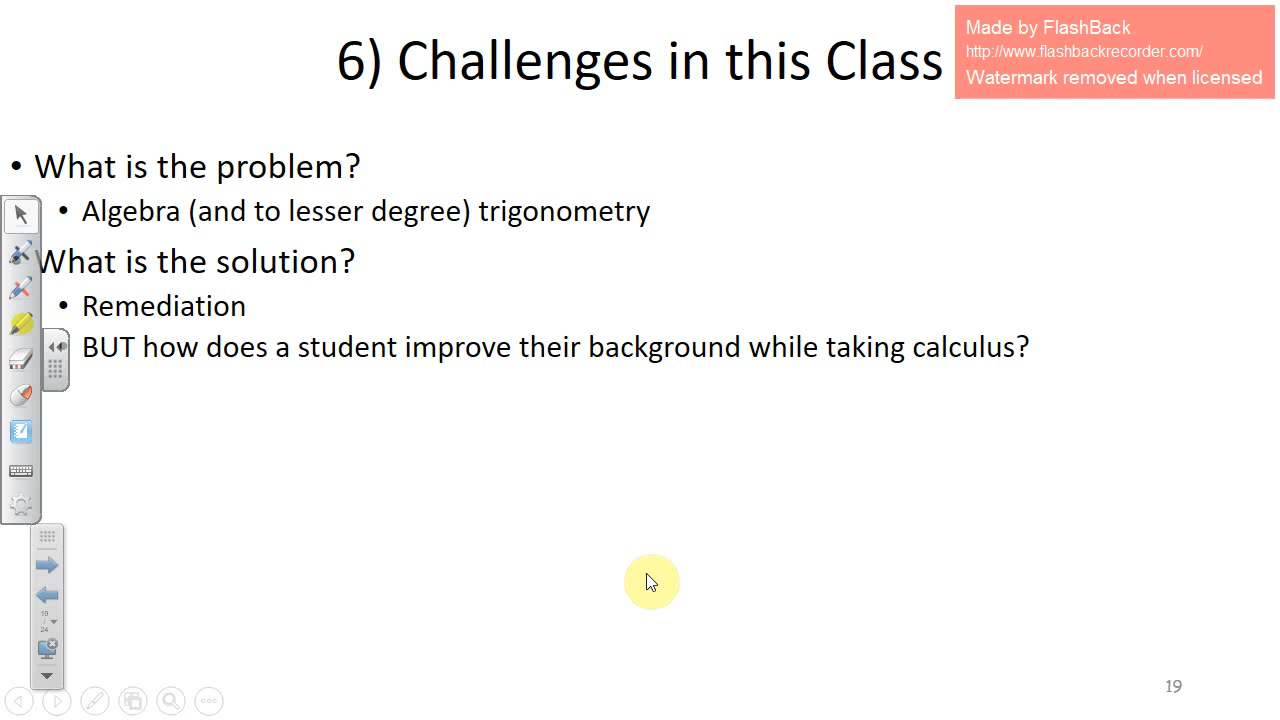 6) Challenges in this Class
Made by FlashBack
http://www.flashbackrecorder.com/
Watermark removed when licensed
• What is the problem?
• Algebra (and to lesser degree) trigonometry
What is the solution?
• Remediation
BUT how does a student improve their background while taking calculus?
19
/
24
19